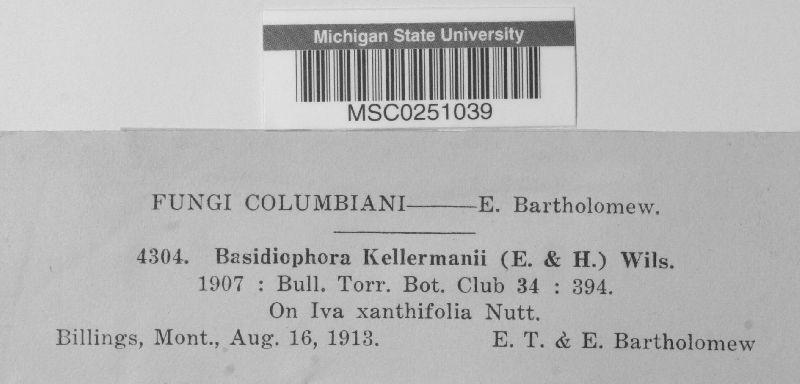 Michigan State University
MSC0251039
FUNGI COLUMBIANI——E. Bartholomew.
4304. Basidiophora Kellermanii (E. & H.) Wils.
1907 : Bull. Torr. Bot. Club 34 : 394.
On Iva xanthifolia Nutt.
Billings, Mont., Aug. 16, 1913. E. T. & E. Bartholomew